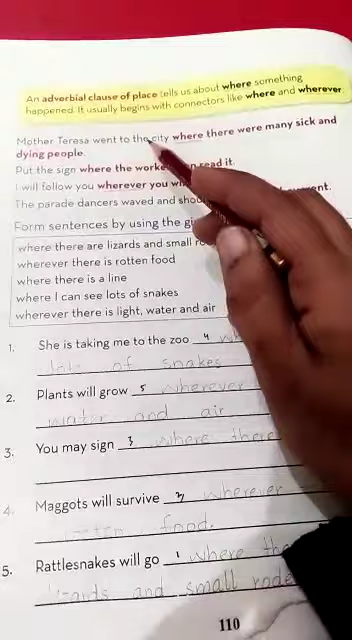 An adverbial clause of place tells us about where something
happened. It usually begins with connectors like where and wherever.
Mother Teresa went to the city where there were many sick and
dying people.
Put the sign where the read it.
I will follow you wherever you
The parade dancers waved and
Form sentences by using the
where there are lizards and small
wherever there is rotten food
where there is a line
where I can see lots of snakes
wherever there is light, water and air
1. She is taking me to the zoo 4
lots of snakes
2. Plants will grow 5 wherever
water and air
3. You may sign 3 where there
4. Maggots will survive 2 wherever
rotten food.
5. Rattlesnakes will go 1 where
lizards and small
110